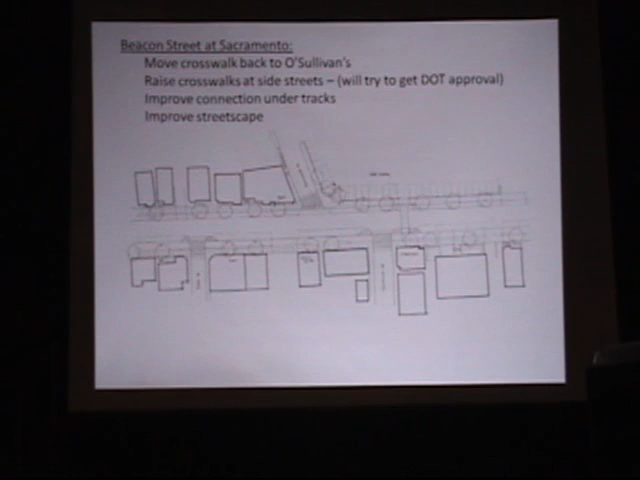 Beacon Street at Sacramento:
Move crosswalk back to O'Sullivan's
Raise crosswalks at side streets – (will try to get DOT approval)
Improve connection under tracks
Improve streetscape